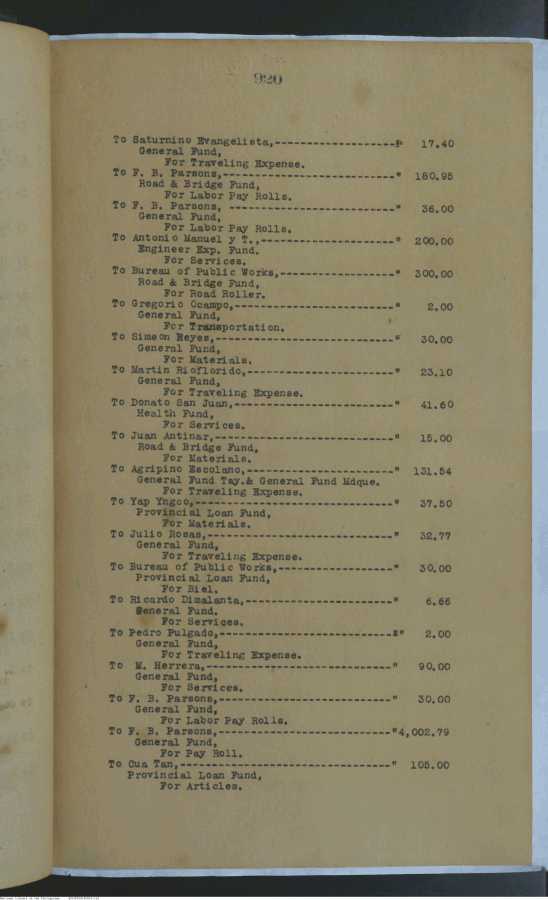 920
To Saturnino Evangelista,-------------------₱ 17.40
General Fund,
For Traveling Expense.
To F. B. Parsons,---------------------------" 180.95
Road & Bridge Fund,
For Labor Pay Rolls.
To F. B. Parsons, --------------------------" 36.00
General Fund,
For Labor Pay Rolls.
To Antonio Manuel y T.,---------------------" 200.00
Engineer Exp. Fund.
For Services.
To Bureau of Public Works,------------------" 300.00
Road & Bridge Fund,
For Road Roller.
To Gregorio Ocampo,-------------------------" 2.00
General Fund,
For Transportation.
To Simeon Reyes,----------------------------" 30.00
General Fund,
For Materials.
To Martin Rioflorido,-----------------------" 23.10
General Fund,
For Traveling Expense.
To Donato San Juan,-------------------------" 41.60
Health Fund,
For Services.
To Juan Antinar,----------------------------" 15.00
Road & Bridge Fund,
For Materials.
To Agripino Escolano,-----------------------" 131.54
General Fund Tay.& General Fund Mdque.
For Traveling Expense.
To Yap Yngco,-------------------------------" 37.50
Provincial Loan Fund,
For Materials.
To Julio Rosas,-----------------------------" 32.77
General Fund,
For Traveling Expense.
To Bureau of Public Works,------------------" 30.00
Provincial Loan Fund,
For Biel.
To Ricardo Dimalanta,-----------------------" 6.66
General Fund.
For Services.
To Pedro Pulgado,---------------------------" 2.00
General Fund,
For Traveling Expense.
To M. Herrera,------------------------------" 90.00
General Fund,
For Services.
To F. B. Parsons,---------------------------" 30.00
General Fund,
For Labor Pay Rolls.
To F. B. Parsons,---------------------------"4,002.79
General Fund,
For Pay Roll.
To Cua Tan,---------------------------------" 105.00
Provincial Loan Fund,
For Articles.
National Library of the Philippines